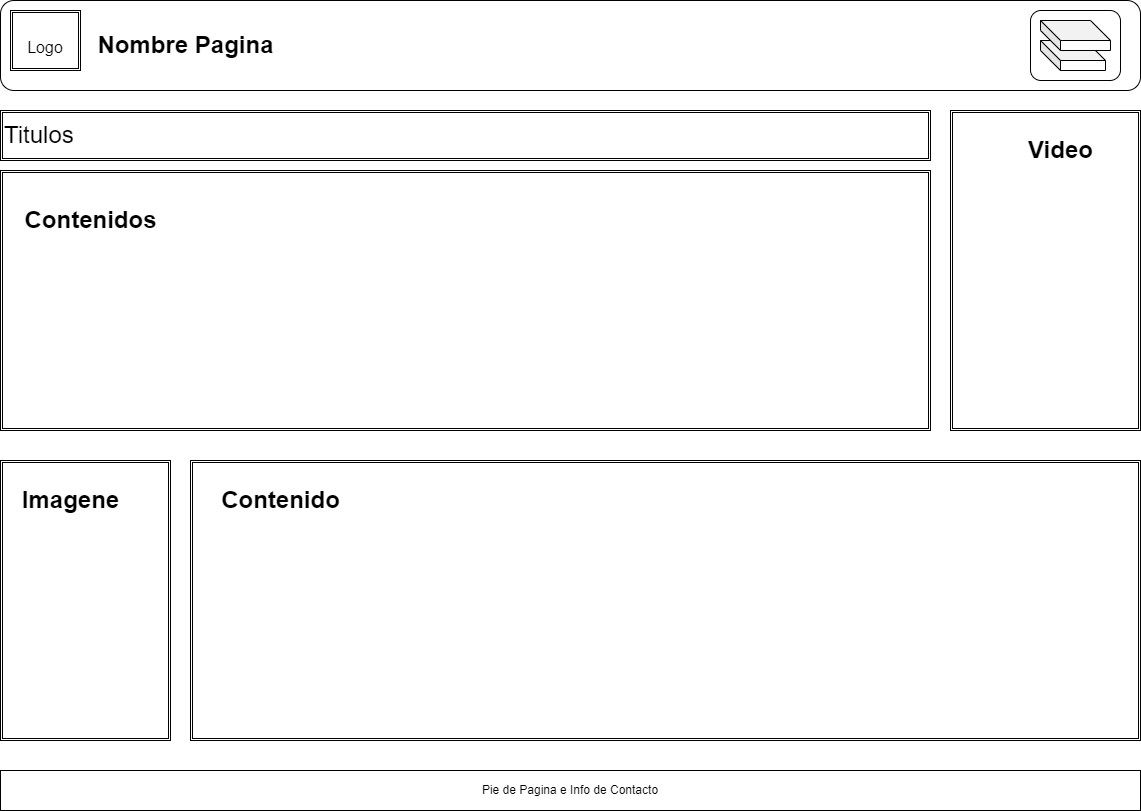 Logo
Nombre Pagina
Titulos
Video
Contenidos
Imagene
Contenido
Pie de Pagina e Info de Contacto